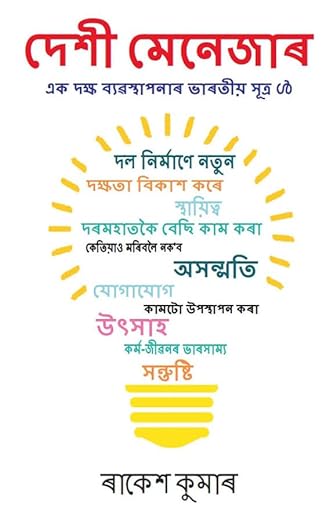 দেশী মেনেজাৰ
এক দক্ষ ব্যৱস্থাপনাৰ ভাৰতীয় সূত্ৰ ॐ
দল নিৰ্মাণে নতুন
দক্ষতা বিকাশ কৰে
স্থায়িত্ব
দৰমহাতকৈ বেছি কাম কৰা
কেতিয়াও মৰিবলৈ নক'ব
অসন্মতি
যোগাযোগ
কামটো উপস্থাপন কৰা
উৎসাহ
কৰ্ম-জীৱনৰ ভাৰসাম্য
সন্তুষ্টি
ৰাকেশ কুমাৰ